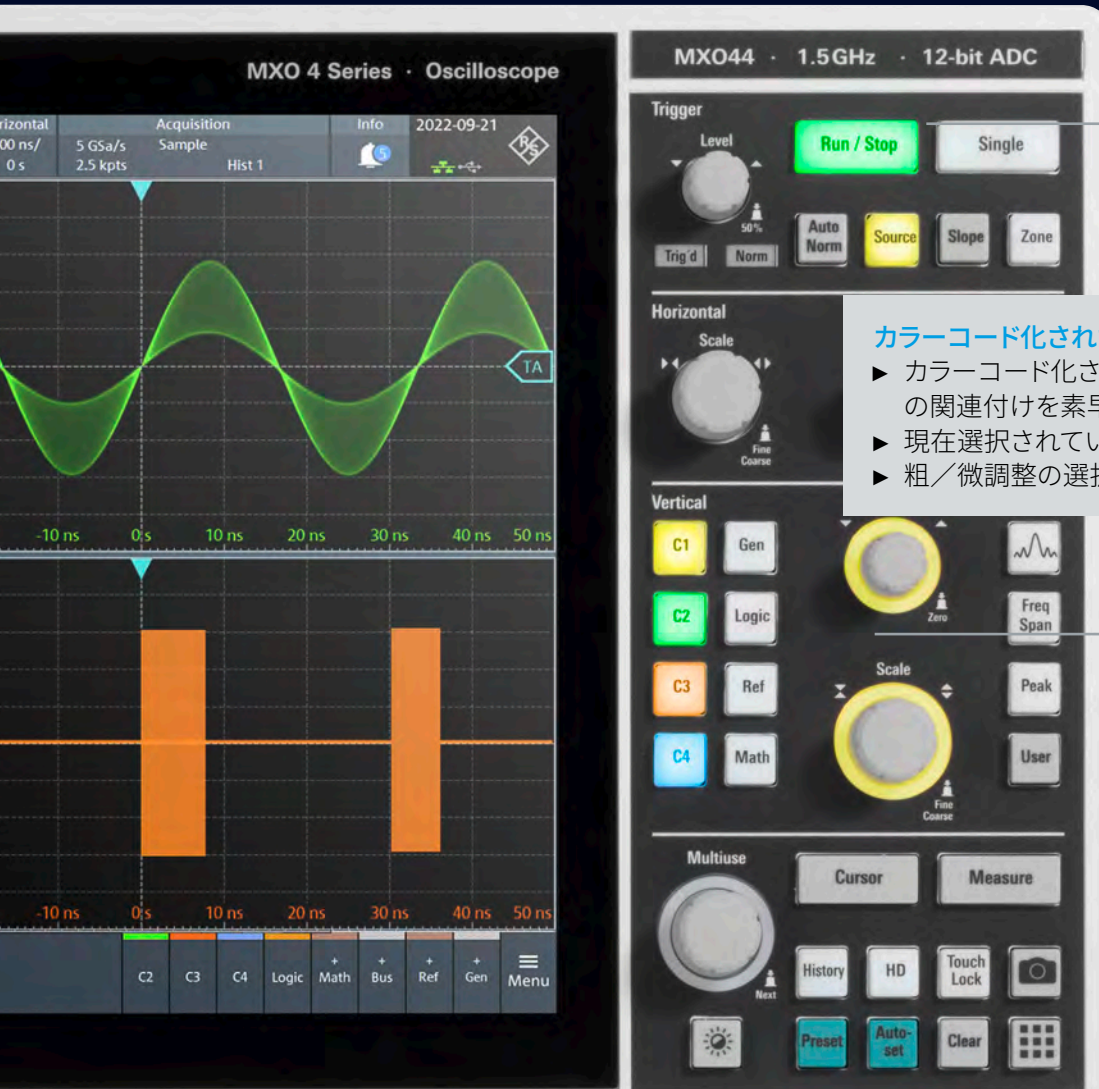 MXO 4 Series · Oscilloscope
MXO44 · 1.5GHz · 12-bit ADC
Acquisition
Info
2022-09-21
00 ns/
5 GSa/s
Sample
5
R S
0 s
2.5 kpts
Hist 1
TA
-10 ns 0 s 10 ns 20 ns 30 ns 40 ns 50 ns
-10 ns 0 s 10 ns 20 ns 30 ns 40 ns 50 ns
C2
C3
C4
Logic
+
Math
+
Bus
+
Ref
+
Gen
Menu
Trigger
Level
50%
Run / Stop
Single
Trig'd
Norm
Auto
Norm
Source
Slope
Zone
Horizontal
Scale
Fine
Coarse
カラーコード化され
► カラーコード化さ
の関連付けを素早
► 現在選択されてい
► 粗／微調整の選択
Vertical
C1
Gen
C2
Logic
C3
Ref
C4
Math
Zero
Scale
Fine
Coarse
Freq
Span
Peak
User
Multiuse
Next
Cursor
Measure
History
HD
Touch
Lock
Preset
Auto-
set
Clear